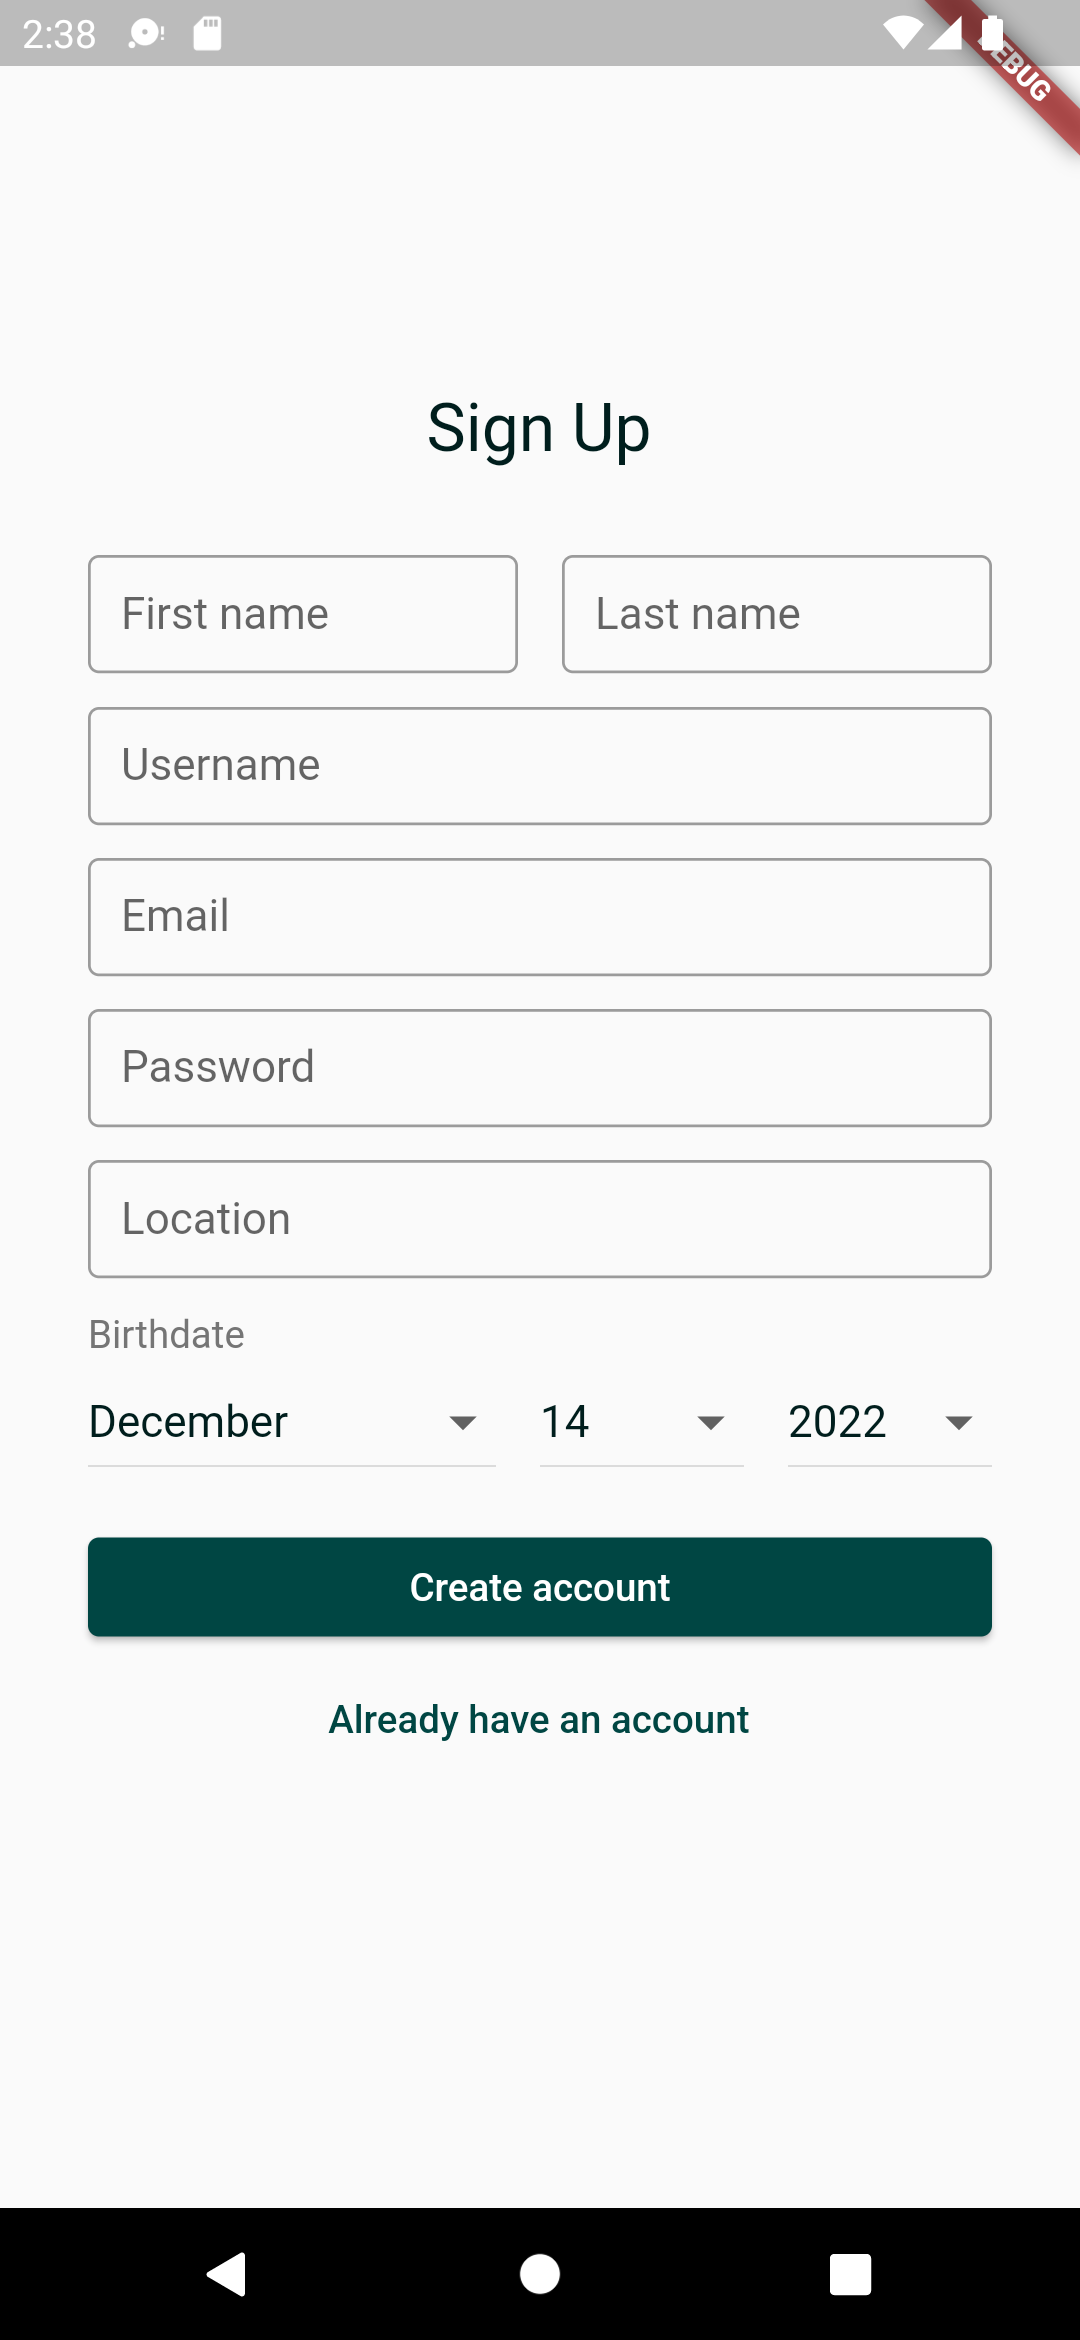 2:38
DEBUG
Sign Up
First name Last name
Username
Email
Password
Location
Birthdate
December 14 2022
Create account
Already have an account